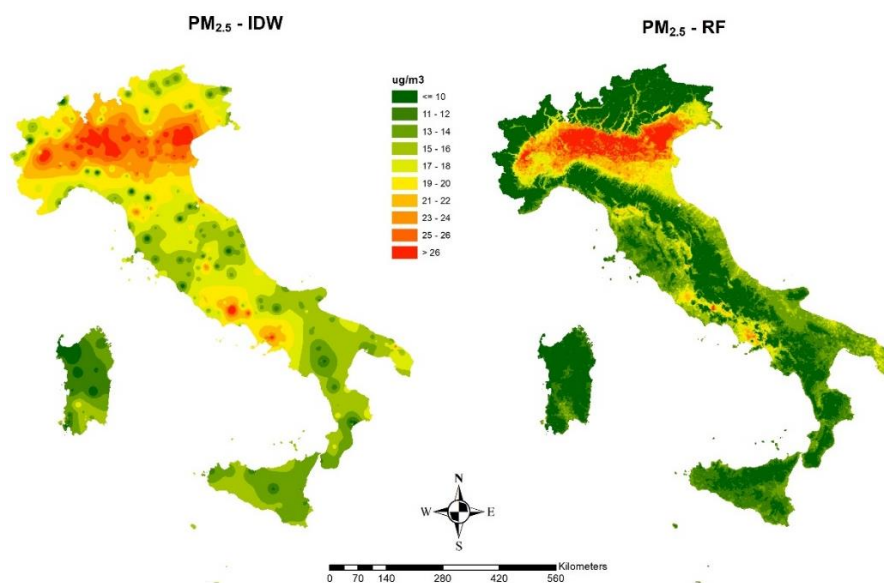 PM₂.₅ - IDW
PM₂.₅ - RF
ug/m3
<= 10
11 - 12
13 - 14
15 - 16
17 - 18
19 - 20
21 - 22
23 - 24
25 - 26
> 26
N
W E
S
Kilometers
0 70 140 280 420 560